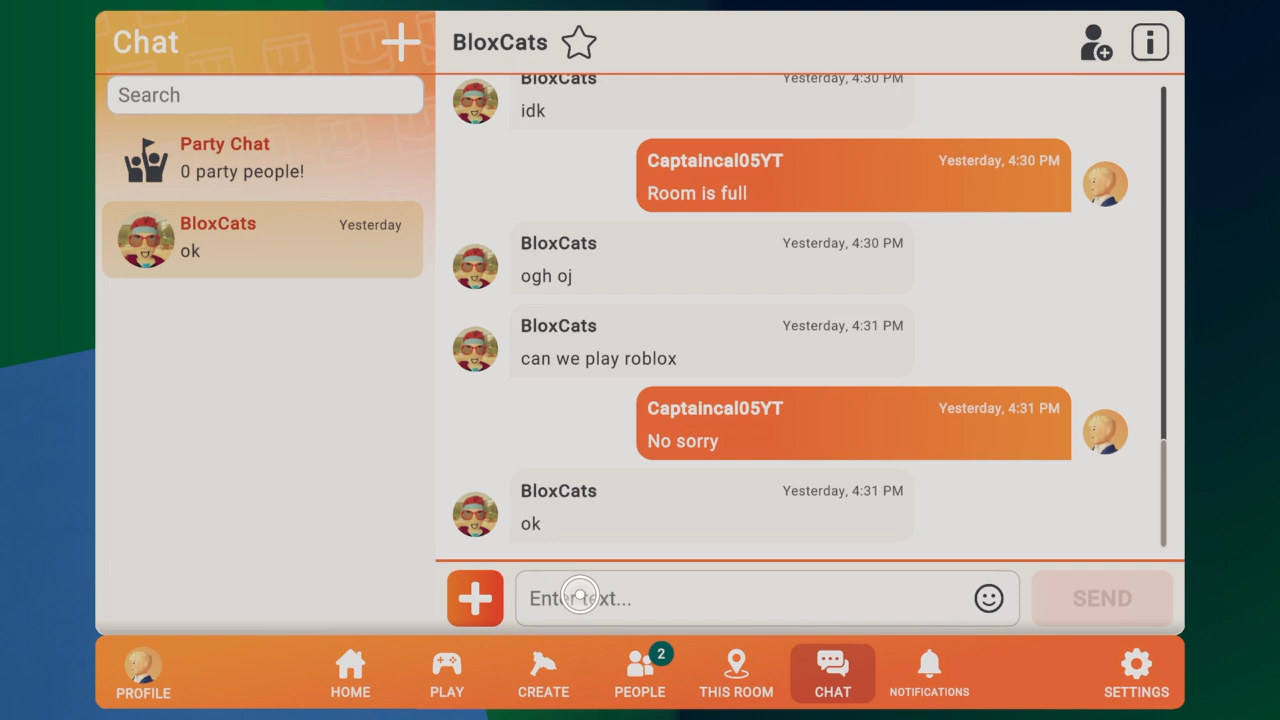 Chat
Search
Party Chat
0 party people!
BloxCats
Yesterday
ok
BloxCats
BloxCats
Yesterday, 4:30 PM
idk
Captaincal05YT
Yesterday, 4:30 PM
Room is full
BloxCats
Yesterday, 4:30 PM
ogh oj
BloxCats
Yesterday, 4:31 PM
can we play roblox
Captaincal05YT
Yesterday, 4:31 PM
No sorry
BloxCats
Yesterday, 4:31 PM
ok
Enter text...
SEND
PROFILE
HOME
PLAY
CREATE
2
PEOPLE
THIS ROOM
CHAT
NOTIFICATIONS
SETTINGS